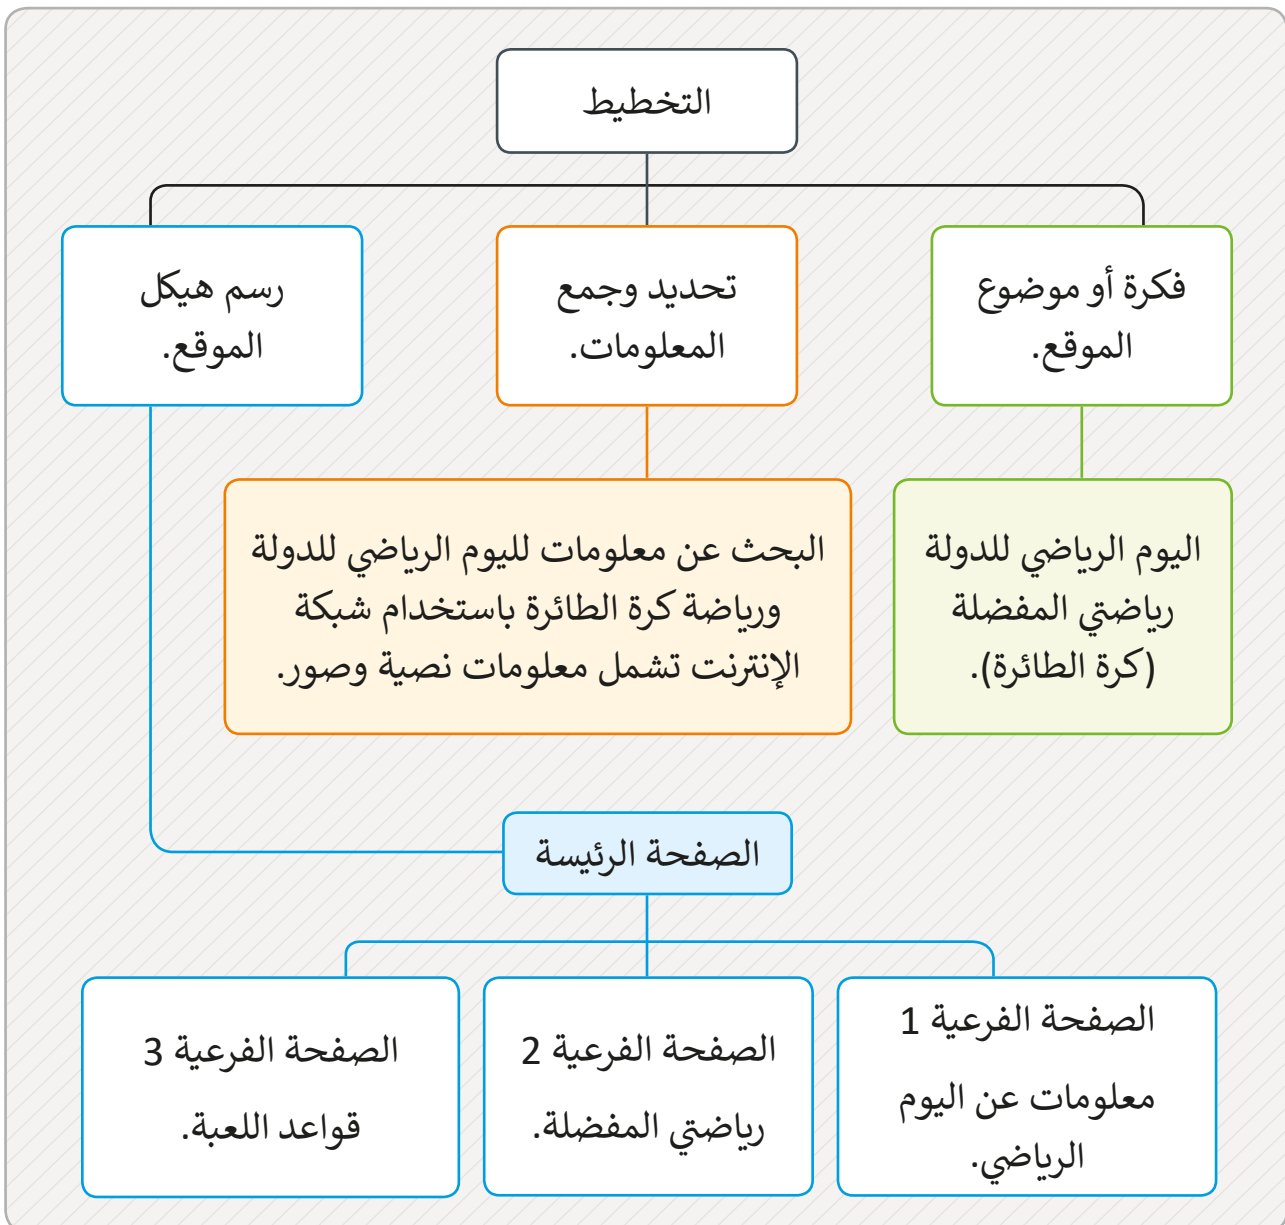 التخطيط
فكرة أو موضوع
الموقع.
تحديد وجمع
المعلومات.
رسم هيكل
الموقع.
اليوم الرياضي للدولة
رياضتي المفضلة
(كرة الطائرة).
البحث عن معلومات لليوم الرياضي للدولة
ورياضة كرة الطائرة باستخدام شبكة
الإنترنت تشمل معلومات نصية وصور.
الصفحة الرئيسة
الصفحة الفرعية 1
معلومات عن اليوم
الرياضي.
الصفحة الفرعية 2
رياضتي المفضلة.
الصفحة الفرعية 3
قواعد اللعبة.